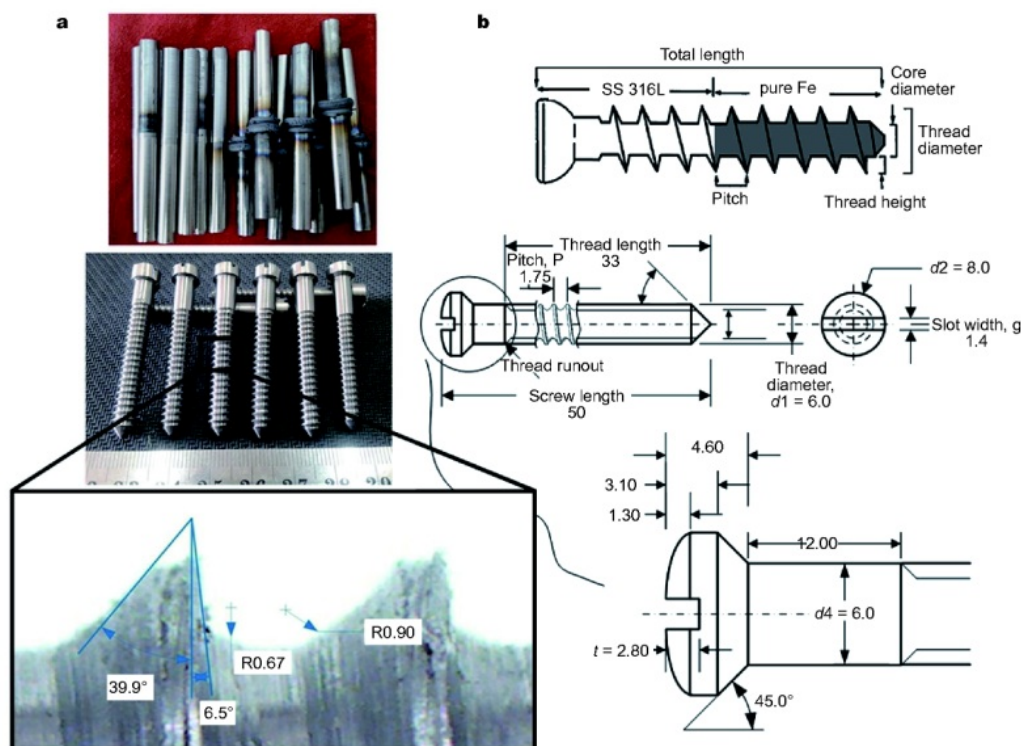 a
39.9°
6.5°
R0.67
R0.90
b
Total length
SS 316L
pure Fe
Core
diameter
Thread
diameter
Pitch
Thread height
Thread length
33
Pitch, P
1.75
d2 = 8.0
Slot width, g
1.4
Thread runout
Thread
diameter,
d1 = 6.0
Screw length
50
4.60
3.10
1.30
12.00
d4 = 6.0
t = 2.80
45.0°